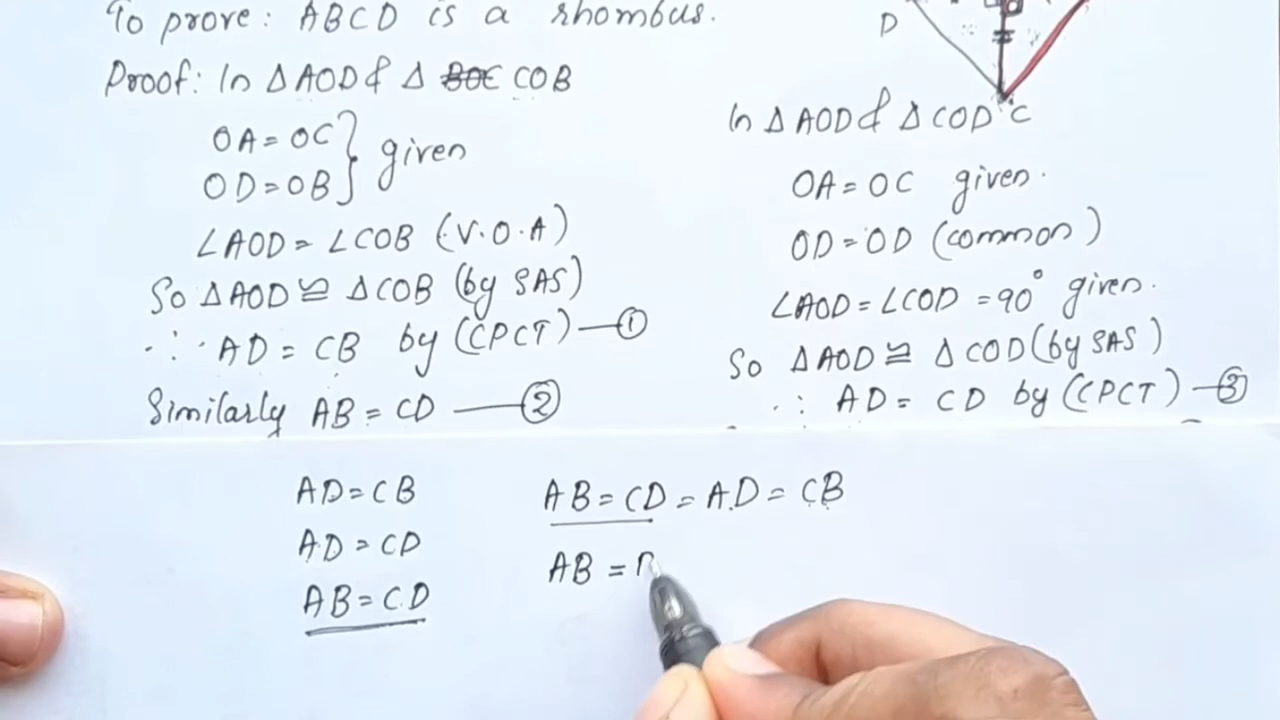 To prove: ABCD is a rhombus.
Proof: In ΔAOD & Δ BOC COB
OA = OC } given
OD = OB
∠AOD = ∠COB (V.O.A)
So ΔAOD ≅ ΔCOB (by SAS)
∴ AD = CB by (CPCT) — ①
Similarly AB = CD — ②
D
C
In ΔAOD & ΔCOD
OA = OC given.
OD = OD (common)
∠AOD = ∠COD = 90° given.
So ΔAOD ≅ ΔCOD (by SAS)
∴ AD = CD by (CPCT) — ③
AD = CB
AD = CD
AB = CD
AB = CD = AD = CB
AB =